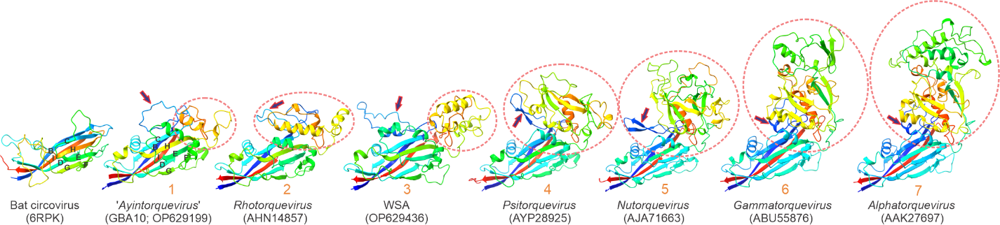 C
B
H
D
E
G
F
C
B
H
E
F
D
G
1
2
3
4
5
6
7
Bat circovirus
(6RPK)
'Ayintorquevirus'
(GBA10; OP629199)
Rhotorquevirus
(AHN14857)
WSA
(OP629436)
Psitorquevirus
(AYP28925)
Nutorquevirus
(AJA71663)
Gammatorquevirus
(ABU55876)
Alphatorquevirus
(AAK27697)